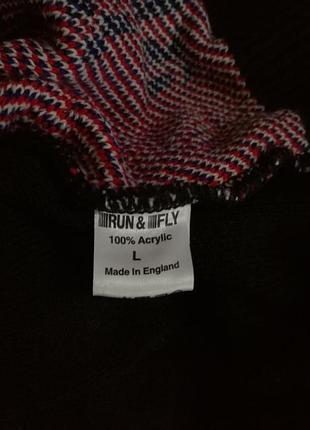 RUN & FLY
100% Acrylic
L
Made In England